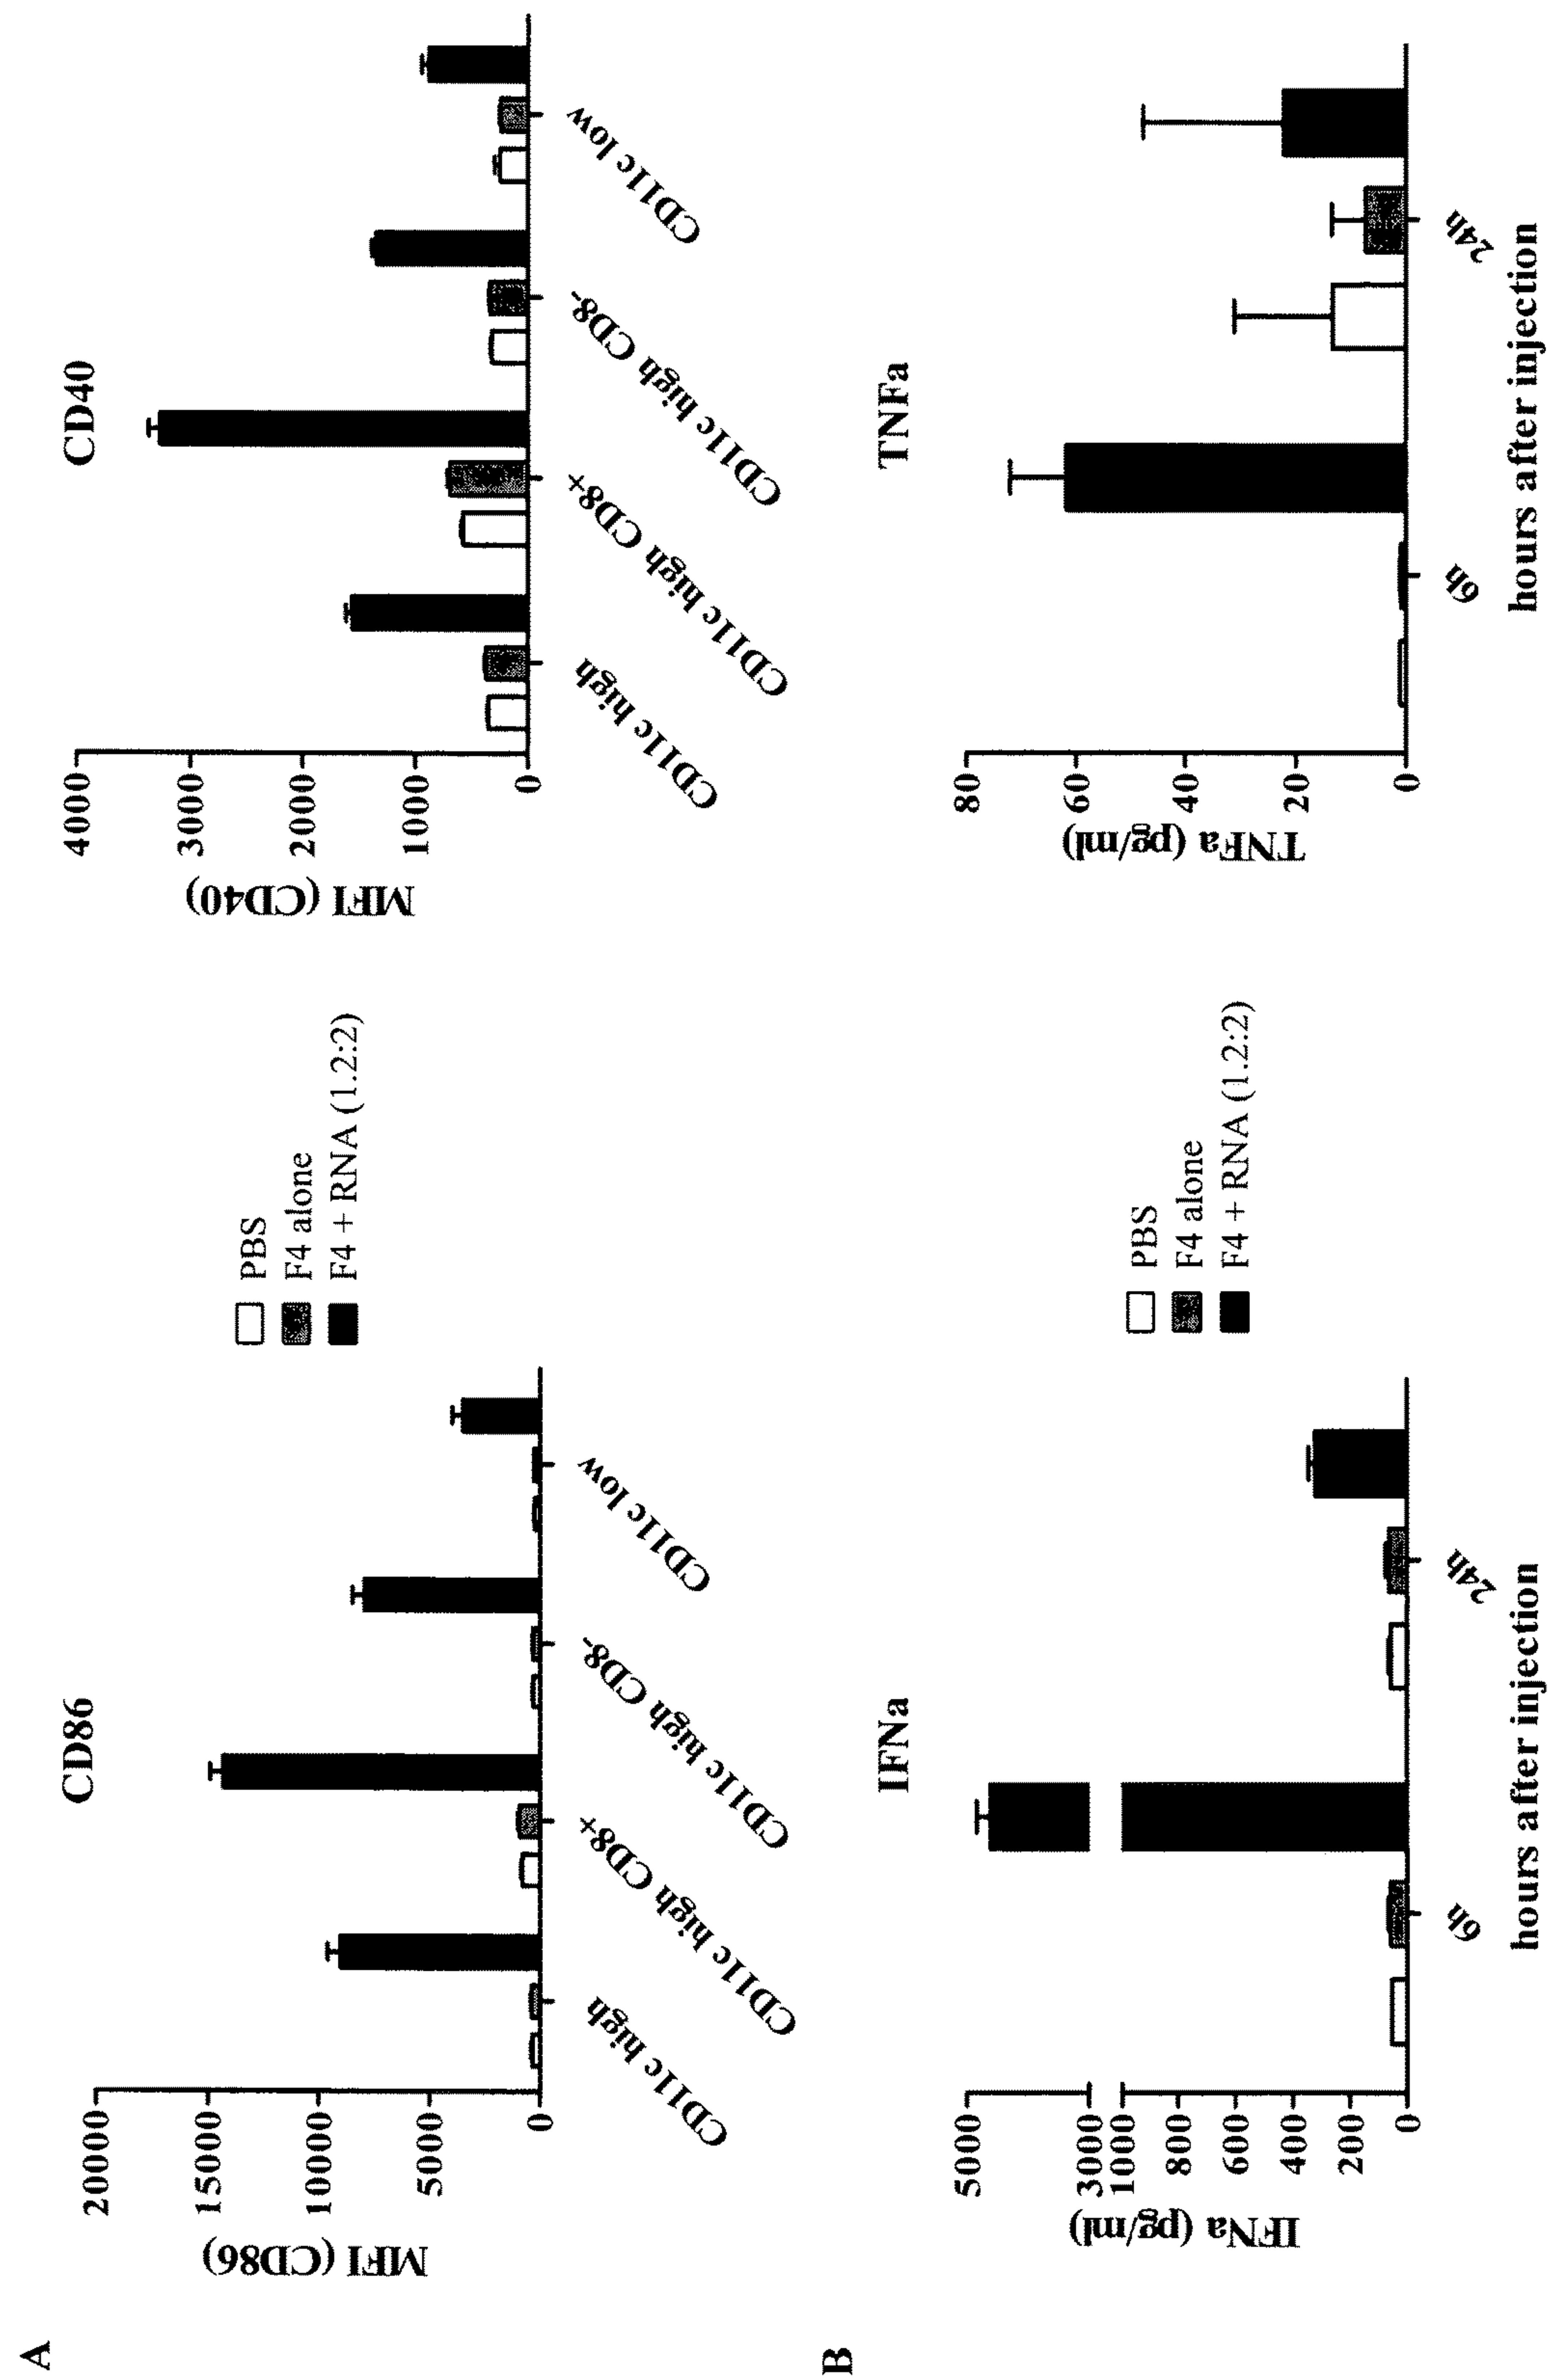 A
CD86
MFI (CD86)
20000
15000
10000
5000
0
CD11c high
CD11c high CD8+
CD11c high CD8-
CD11c low
PBS
F4 alone
F4 + RNA (1.2:2)
CD40
MFI (CD40)
4000
3000
2000
1000
0
CD11c high
CD11c high CD8+
CD11c high CD8-
CD11c low
B
IFNa
IFNa (pg/ml)
5000
3000
1000
800
600
400
200
0
6h
24h
hours after injection
PBS
F4 alone
F4 + RNA (1.2:2)
TNFa
TNFa (pg/ml)
80
60
40
20
0
6h
24h
hours after injection